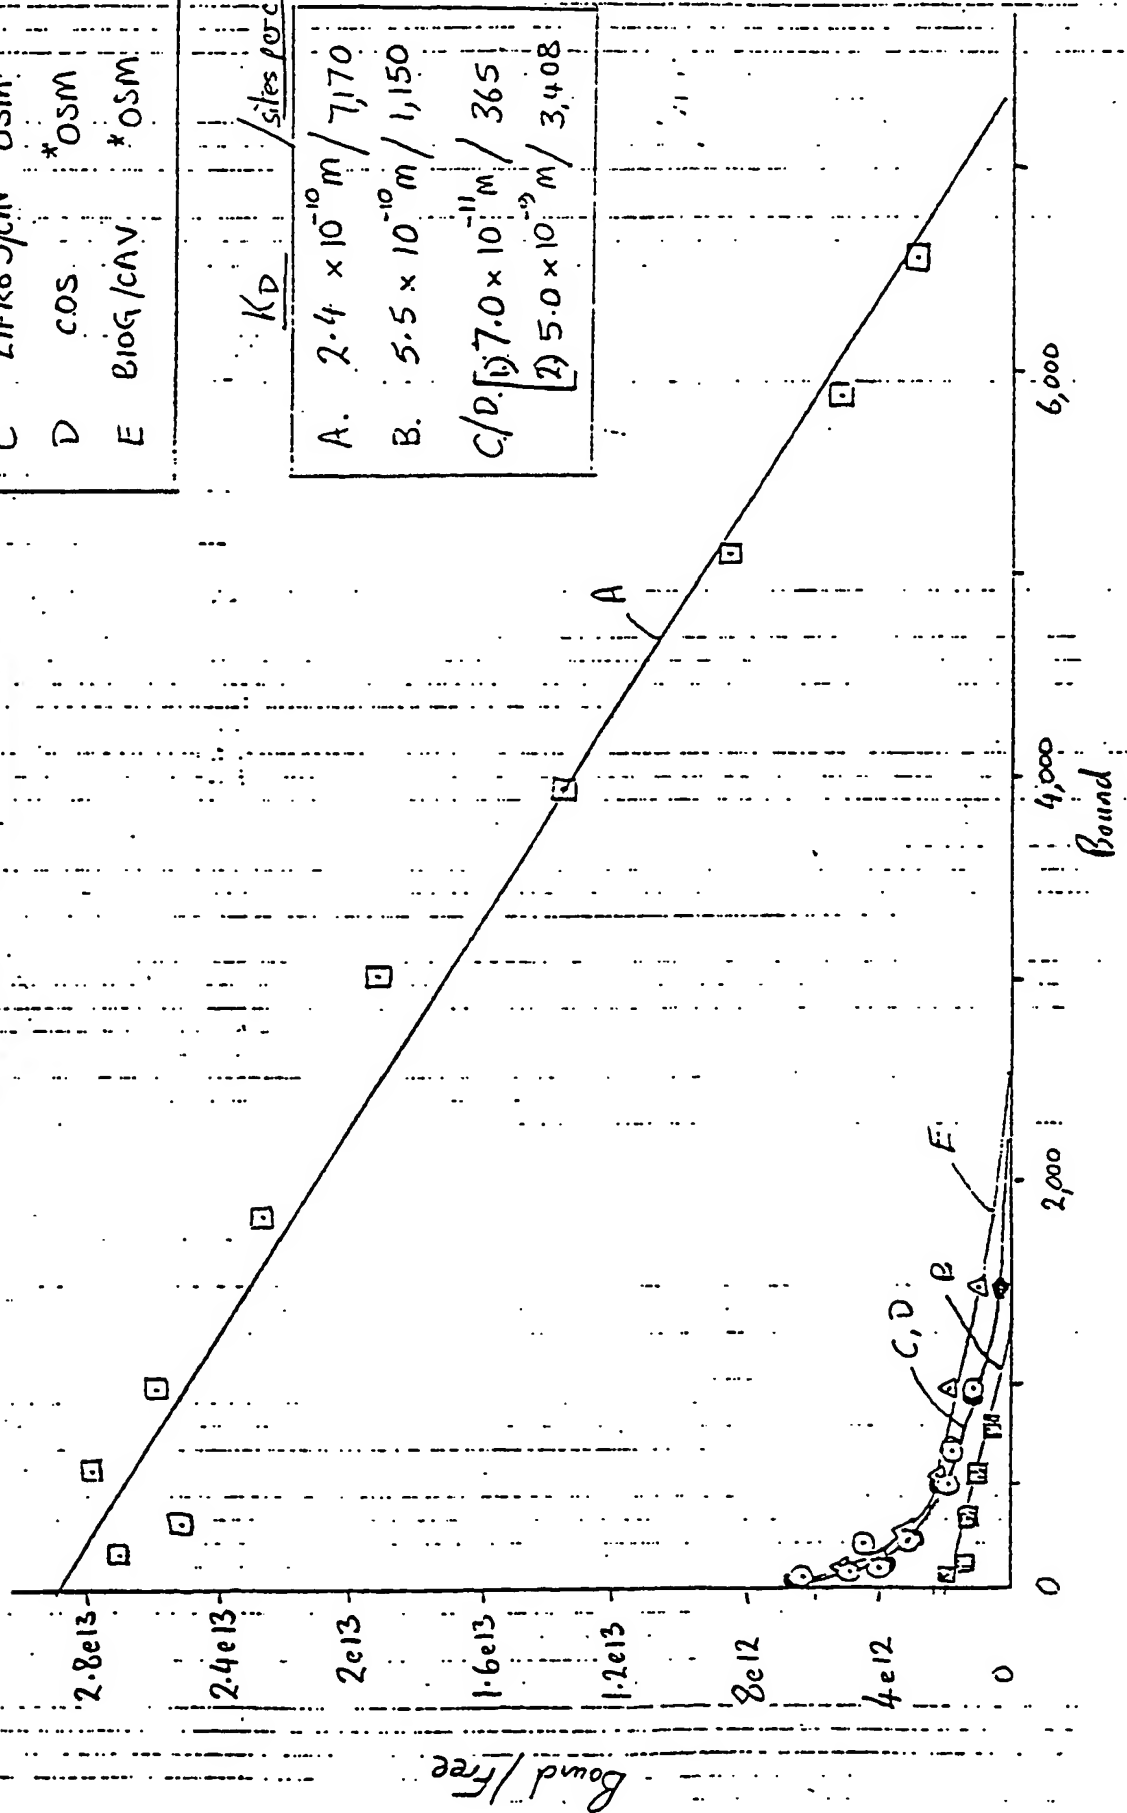 D COS *OSM
E BIOG/CAV *OSM
KD / sites per c
A. 2.4 x 10^-10 m / 7,170
B. 5.5 x 10^-10 m / 1,150
C/D. [1) 7.0 x 10^-11 m / 365
[2) 5.0 x 10 m / 3,408
Bound / Free
2.8e13
2.4e13
2e13
1.6e13
1.2e13
8e12
4e12
0
A
C, D
B
E
0
2,000
4,000
6,000
Bound